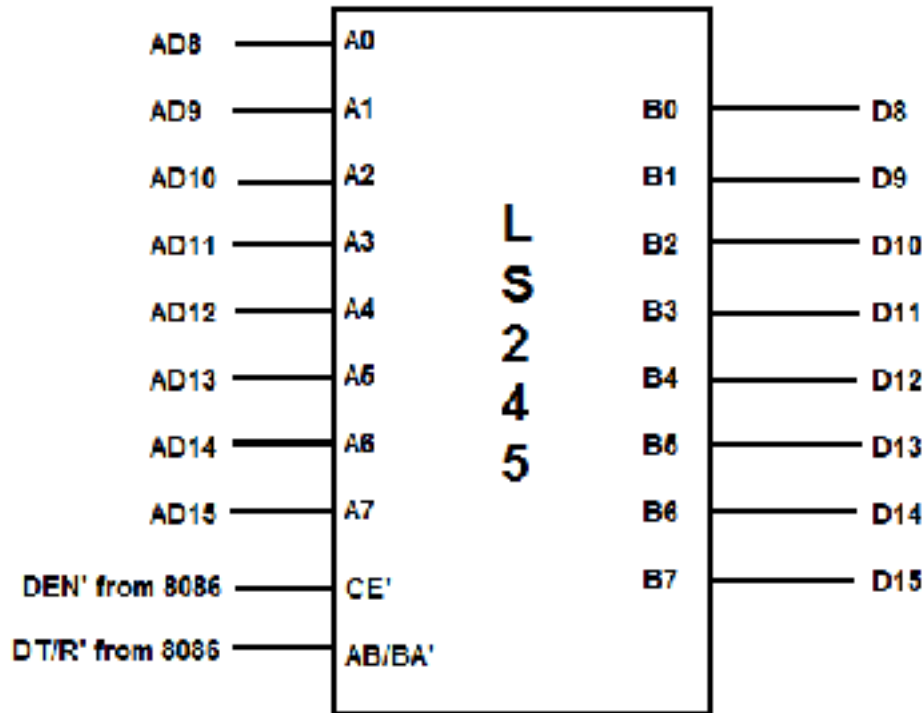 AD8 A0
AD9 A1 B0 D8
AD10 A2 B1 D9
AD11 A3 B2 D10
AD12 A4 B3 D11
AD13 A5 B4 D12
AD14 A6 B5 D13
AD15 A7 B6 D14
DEN' from 8086 CE' B7 D15
DT/R' from 8086 AB/BA'
L
S
2
4
5